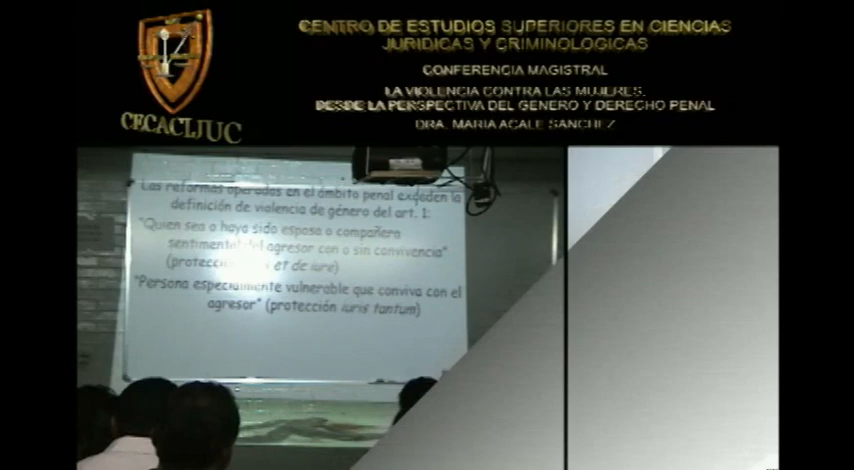 CENTRO DE ESTUDIOS SUPERIORES EN CIENCIAS
JURIDICAS Y CRIMINOLOGICAS
CONFERENCIA MAGISTRAL
LA VIOLENCIA CONTRA LAS MUJERES.
DESDE LA PERSPECTIVA DEL GENERO Y DERECHO PENAL
DRA. MARIA ACALE SANCHEZ
CECACIJUC
Las reformas operadas en el ámbito penal exceden la
definición de violencia de género del art. 1:
"Quien sea o haya sido esposa o compañera
sentimental del agresor con o sin convivencia"
(protección et de iure)
"Persona especialmente vulnerable que conviva con el
agresor" (protección iuris tantum)